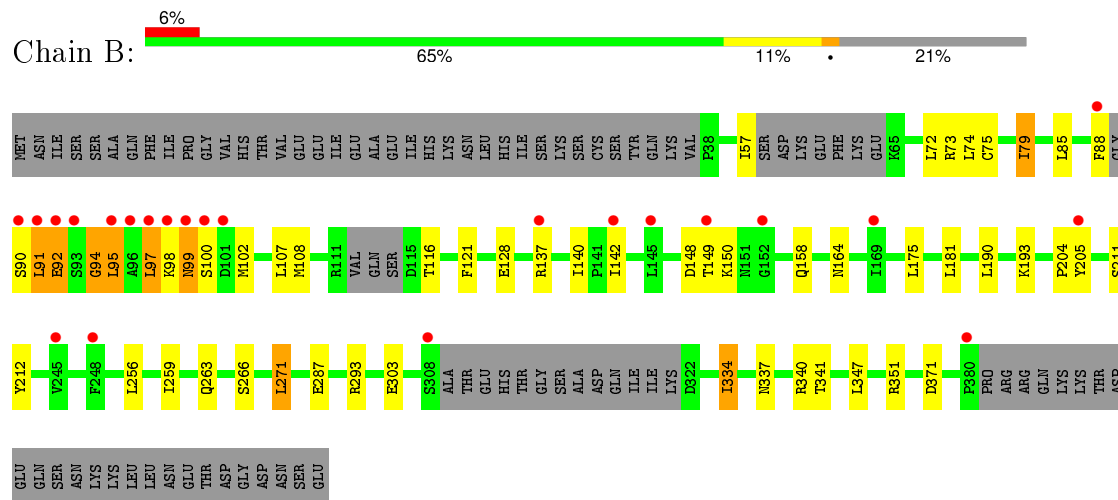 6%
Chain B:
65% 11% • 21%
MET ASN ILE SER SER ALA GLN PHE ILE PRO GLY VAL HIS THR VAL GLU GLU ILE GLU ALA GLU ILE HIS LYS ASN LEU HIS ILE SER LYS SER CYS SER TYR GLN LYS VAL P38 I57 SER ASP LYS GLU PHE LYS GLU K65 L72 R73 L74 C75 I79 L85 F88 GLY
S90 L91 E92 S93 G94 L95 A96 L97 K98 N99 S100 D101 M102 L107 M108 R111 VAL GLN SER D115 T116 F121 E128 R137 I140 P141 I142 L145 D148 T149 K150 N151 G152 Q158 N164 I169 L175 L181 L190 K193 P204 Y205 S211
Y212 V245 F248 L256 I259 Q263 S266 L271 E287 R293 E303 S308 ALA THR GLU HIS THR GLY SER ALA ASP GLN ILE ILE LYS D322 I334 N337 R340 T341 L347 R351 D371 P380 PRO ARG ARG GLN LYS LYS THR ASP
GLU GLN SER ASN LYS LYS LEU LEU ASN GLU THR ASP GLY ASP ASN SER GLU